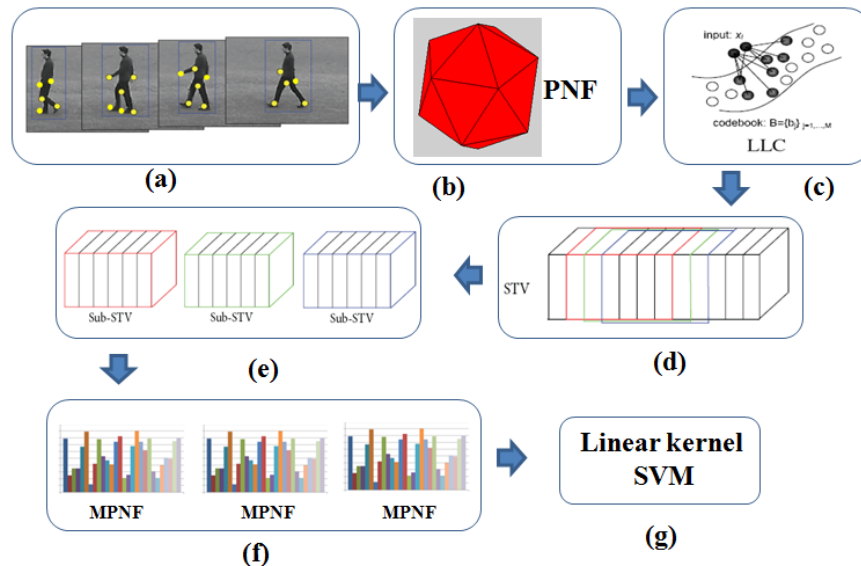 (a)
PNF
(b)
input: xᵢ
codebook: B={bⱼ} j=1,...,M
LLC
(c)
STV
(d)
Sub-STV
Sub-STV
Sub-STV
(e)
MPNF
MPNF
MPNF
(f)
Linear kernel
SVM
(g)